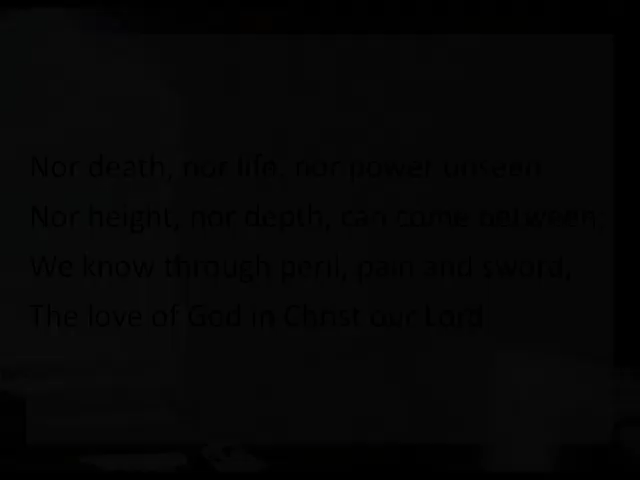 Nor death, nor life, nor power unseen
Nor height, nor depth, can come between,
We know through peril, pain and sword,
The love of God in Christ our Lord